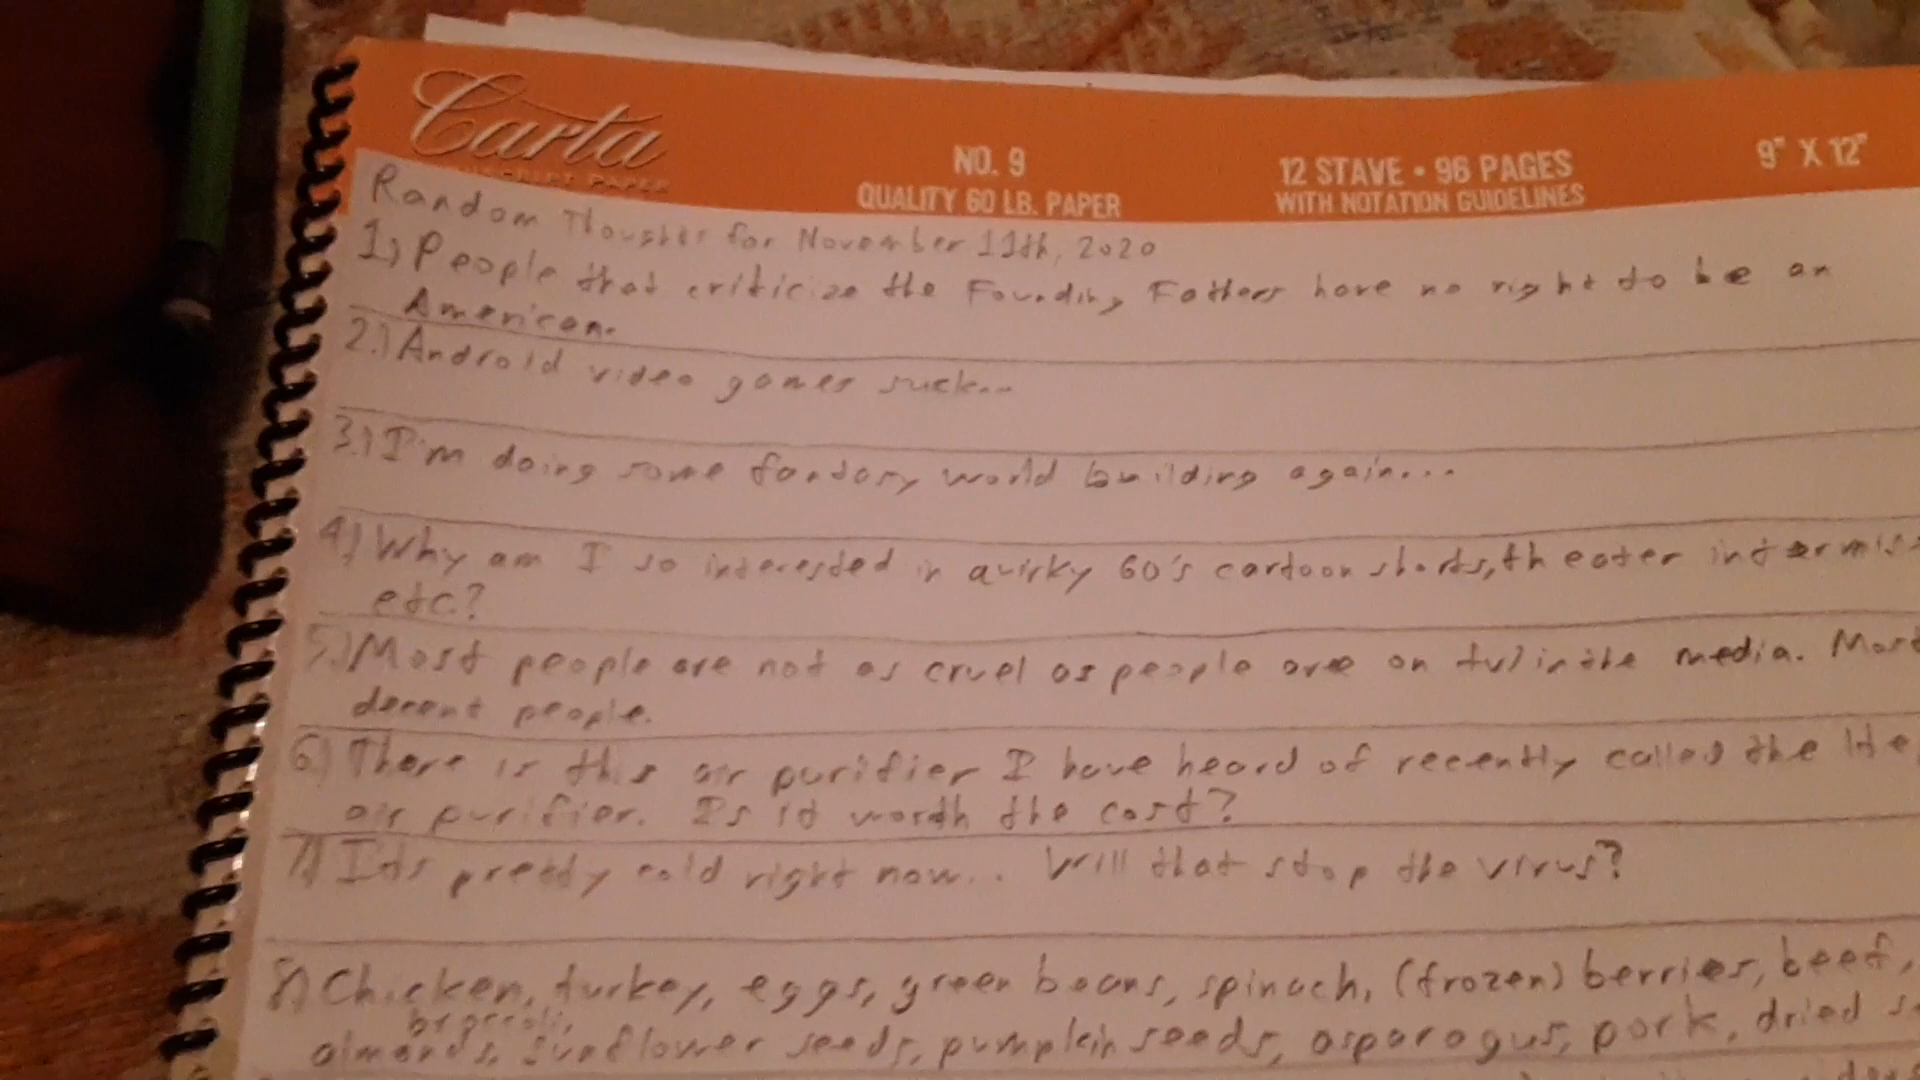 Carta
NO. 9
QUALITY 60 LB. PAPER
12 STAVE • 96 PAGES
WITH NOTATION GUIDELINES
9" X 12"
Random Thoughts for November 11th, 2020
1.) People that criticize the Founding Fathers have no right to be an
American.
2.) Android video games suck...
3.) I'm doing some fantasy world building again...
4.) Why am I so interested in quirky 60's cartoon shorts, theater intermis
etc.?
5.) Most people are not as cruel as people are on tv/in the media. Most
decent people.
6.) There is this air purifier I have heard of recently called the
air purifier. Is it worth the cost?
7.) It's pretty cold right now... Will that stop the virus?
8.) Chicken, turkey, eggs, green beans, spinach, (frozen) berries, beef,
broccoli,
almonds, sunflower seeds, pumpkin seeds, asparagus, pork, dried